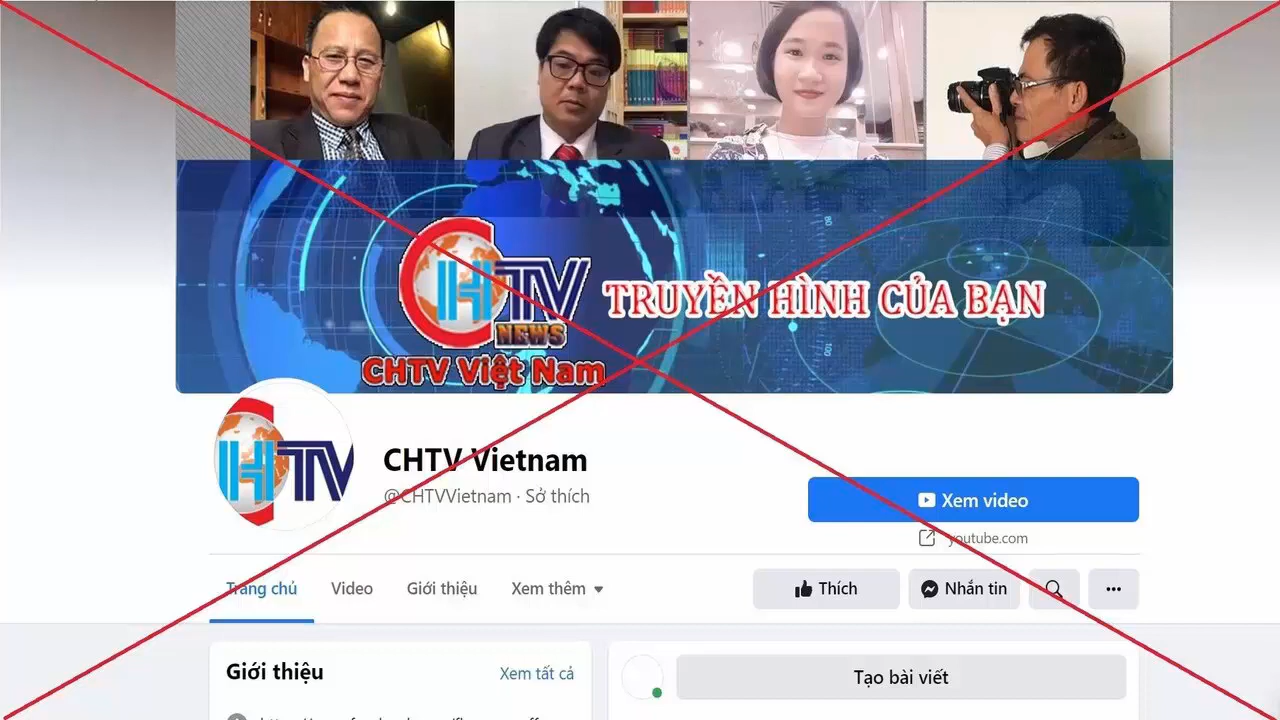 CHTV
NEWS
CHTV Việt Nam
TRUYỀN HÌNH CỦA BẠN
HTV
CHTV Vietnam
@CHTVVietnam · Sở thích
Xem video
youtube.com
Trang chủ
Video
Giới thiệu
Xem thêm
Thích
Nhắn tin
Giới thiệu
Xem tất cả
Tạo bài viết